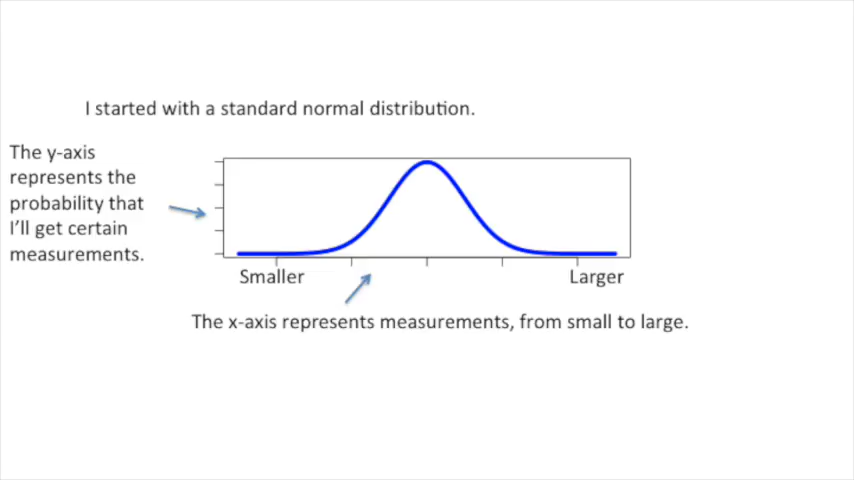 I started with a standard normal distribution.
The y-axis
represents the
probability that
I'll get certain
measurements.
Smaller
Larger
The x-axis represents measurements, from small to large.